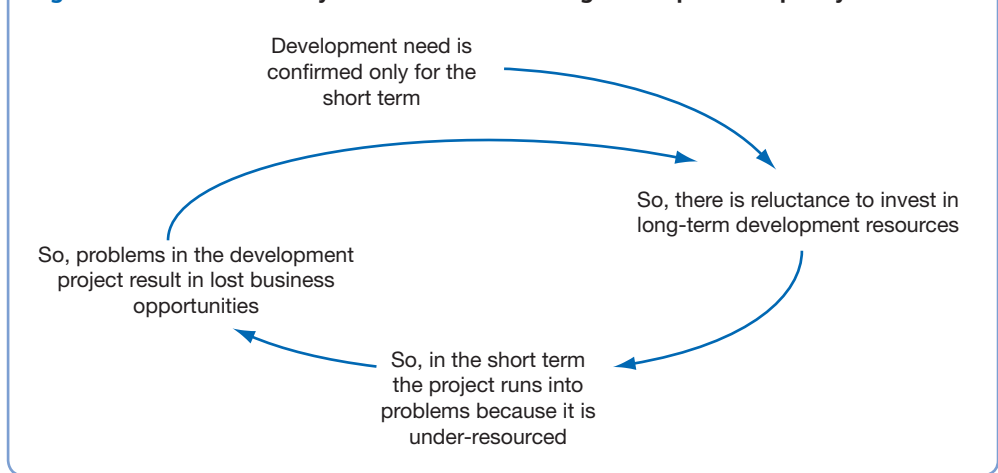 Development need is
confirmed only for the
short term
So, there is reluctance to invest in
long-term development resources
So, problems in the development
project result in lost business
opportunities
So, in the short term
the project runs into
problems because it is
under-resourced